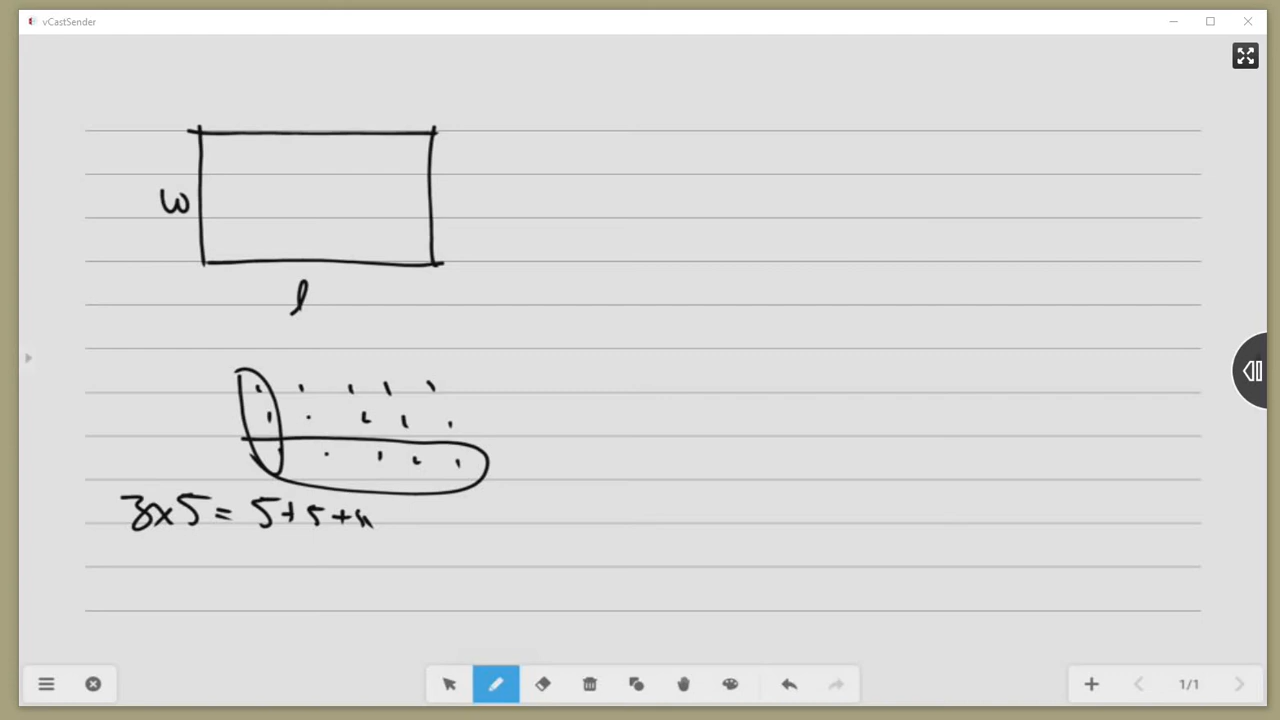 vCastSender
w
l
3x5 = 5+5+
1/1